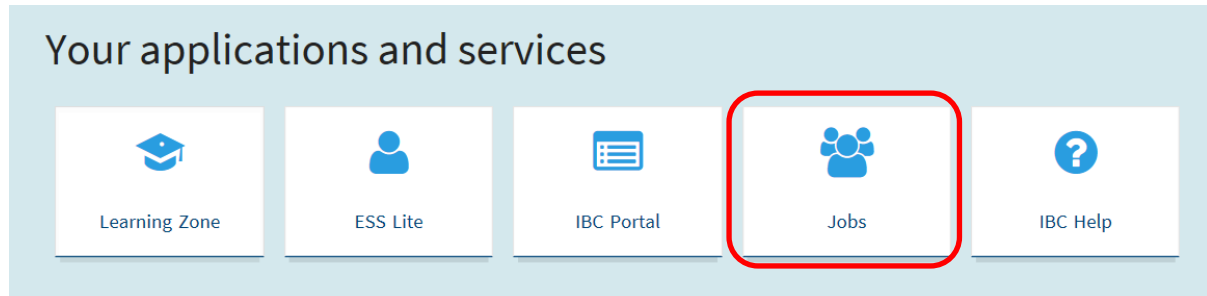 Your applications and services
Learning Zone
ESS Lite
IBC Portal
Jobs
IBC Help